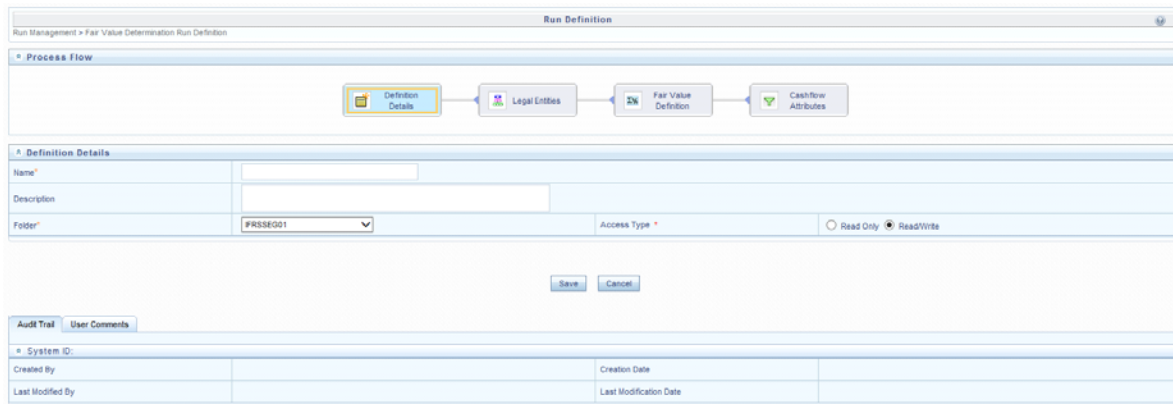 Run Definition
Run Management > Fair Value Determination Run Definition
Process Flow
Definition Details
Legal Entities
Fair Value Definition
Cashflow Attributes
Definition Details
Name*
Description
Folder*
IFRSSEG01
Access Type *
Read Only
Read/Write
Save
Cancel
Audit Trail
User Comments
System ID:
Created By
Creation Date
Last Modified By
Last Modification Date